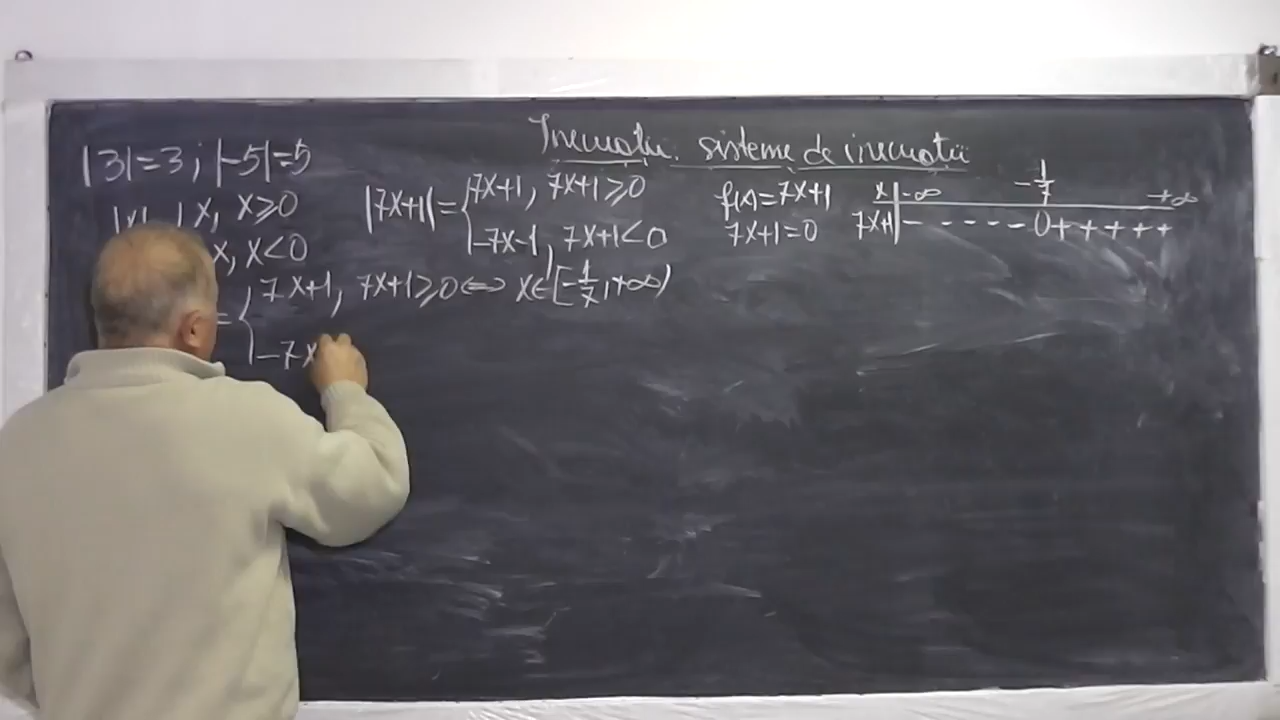 Inecuații. sisteme de inecuații
|3|=3; |-5|=5
|x| x, x≥0
x, x<0
|7x+1|={7x+1, 7x+1≥0
-7x-1, 7x+1<0
f(x)=7x+1
7x+1=0
x -∞ -1/7 +∞
7x+1 - - - - - 0 + + + + +
={7x+1, 7x+1≥0 ⇔ x∈[-1/7, +∞)
-7x